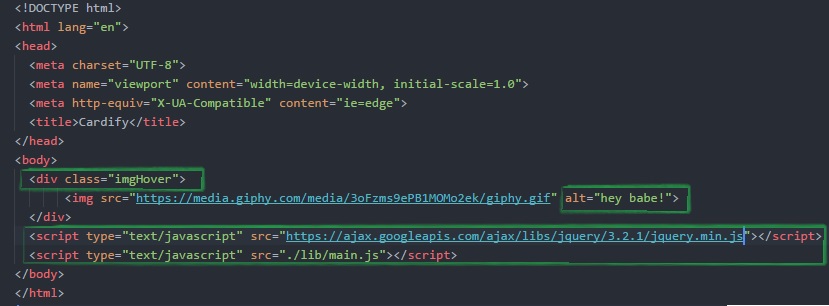 <!DOCTYPE html>
<html lang="en">
<head>
<meta charset="UTF-8">
<meta name="viewport" content="width=device-width, initial-scale=1.0">
<meta http-equiv="X-UA-Compatible" content="ie=edge">
<title>Cardify</title>
</head>
<body>
<div class="imgHover">
<img src="https://media.giphy.com/media/3oFzms9ePB1MOMo2ek/giphy.gif" alt="hey babe!">
</div>
<script type="text/javascript" src="https://ajax.googleapis.com/ajax/libs/jquery/3.2.1/jquery.min.js"></script>
<script type="text/javascript" src="./lib/main.js"></script>
</body>
</html>